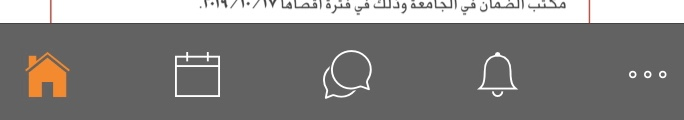 مكتب الضمان في الجامعة وذلك في فترة أقصاها ٢٠١٩/١٠/١٧.